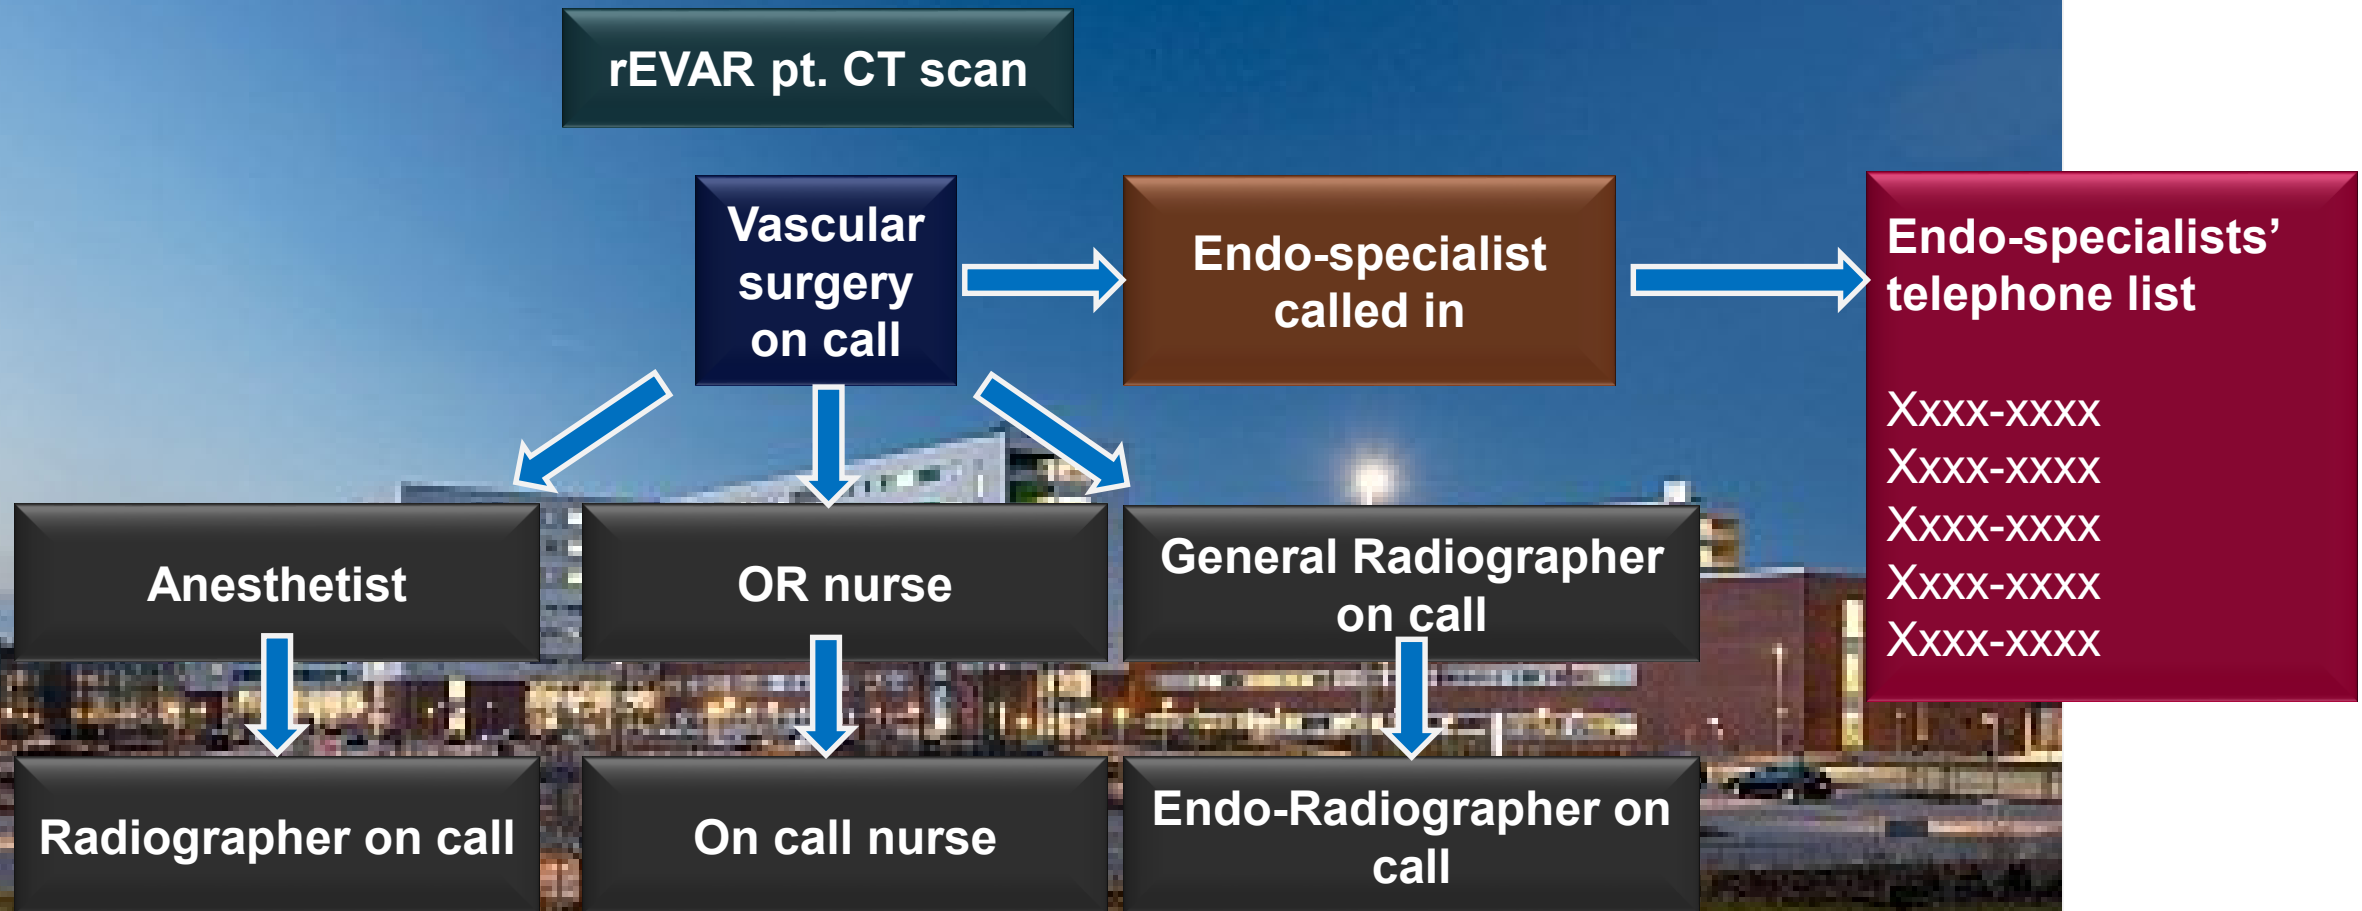 rEVAR pt. CT scan
Vascular
surgery
on call
Endo-specialist
called in
Endo-specialists’
telephone list
Xxxx-xxxx
Xxxx-xxxx
Xxxx-xxxx
Xxxx-xxxx
Xxxx-xxxx
Anesthetist
OR nurse
General Radiographer
on call
Radiographer on call
On call nurse
Endo-Radiographer on
call